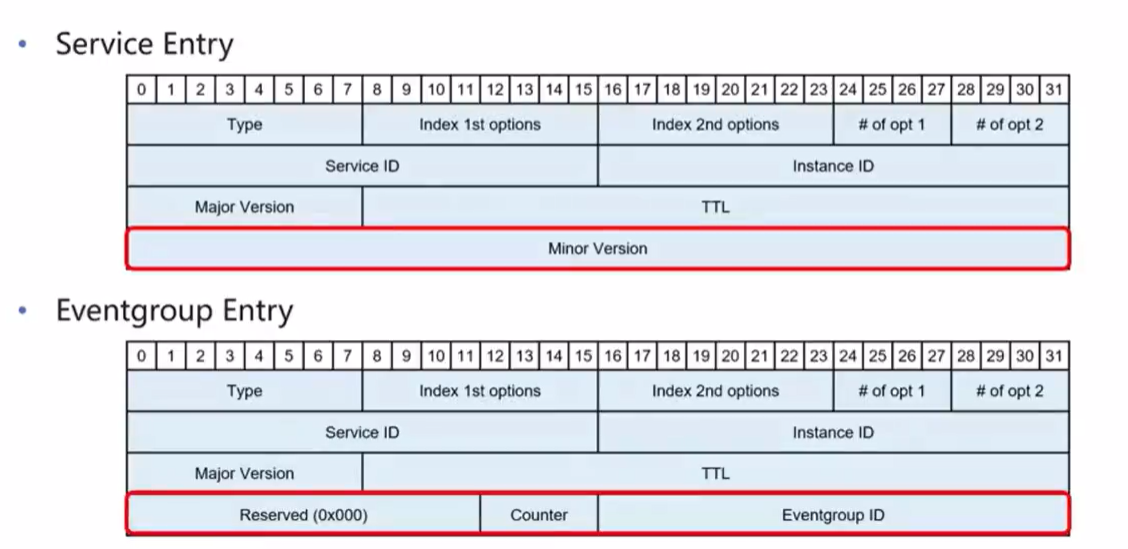 • Service Entry
0 1 2 3 4 5 6 7 8 9 10 11 12 13 14 15 16 17 18 19 20 21 22 23 24 25 26 27 28 29 30 31
Type Index 1st options Index 2nd options # of opt 1 # of opt 2
Service ID Instance ID
Major Version TTL
Minor Version
• Eventgroup Entry
0 1 2 3 4 5 6 7 8 9 10 11 12 13 14 15 16 17 18 19 20 21 22 23 24 25 26 27 28 29 30 31
Type Index 1st options Index 2nd options # of opt 1 # of opt 2
Service ID Instance ID
Major Version TTL
Reserved (0x000) Counter Eventgroup ID